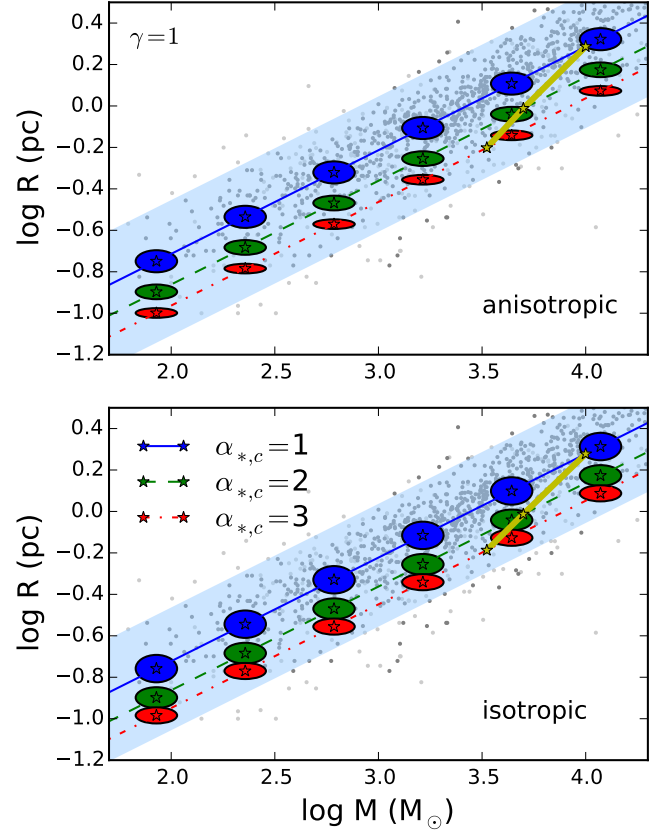 γ=1
0.4
0.2
0.0
−0.2
−0.4
−0.6
−0.8
−1.0
−1.2
log R (pc)
anisotropic
2.0 2.5 3.0 3.5 4.0
α*,c=1
α*,c=2
α*,c=3
0.4
0.2
0.0
−0.2
−0.4
−0.6
−0.8
−1.0
−1.2
log R (pc)
isotropic
2.0 2.5 3.0 3.5 4.0
log M (M⊙)